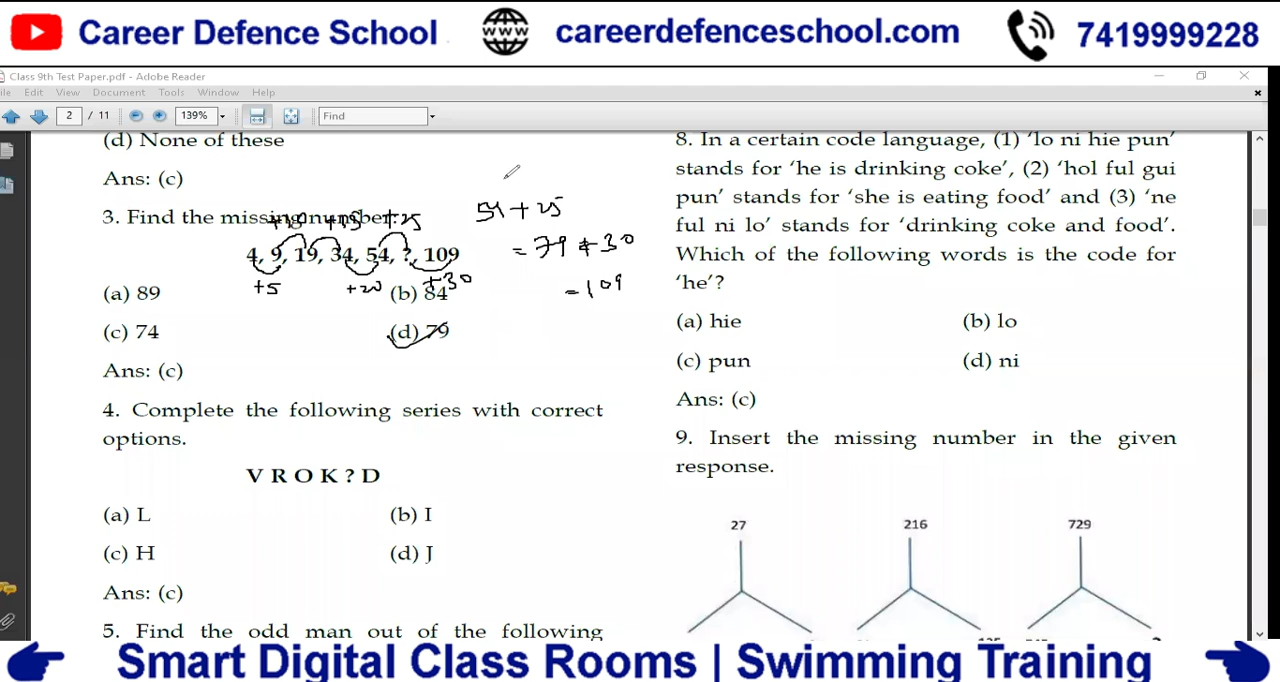 Career Defence School
WWW
careerdefenceschool.com
7419999228
Class 9th Test Paper.pdf - Adobe Reader
ile Edit View Document Tools Window Help
2 / 11 139% Find
(d) None of these
Ans: (c)
3. Find the missing number:
+10 +15 +25
4, 9, 19, 34, 54, ?, 109
+5 +20 +30
54 + 25
= 79 + 30
= 109
(a) 89 (b) 84
(c) 74 (d) 79
Ans: (c)
4. Complete the following series with correct
options.
V R O K ? D
(a) L (b) I
(c) H (d) J
Ans: (c)
5. Find the odd man out of the following
8. In a certain code language, (1) ‘lo ni hie pun’
stands for ‘he is drinking coke’, (2) ‘hol ful gui
pun’ stands for ‘she is eating food’ and (3) ‘ne
ful ni lo’ stands for ‘drinking coke and food’.
Which of the following words is the code for
‘he’?
(a) hie (b) lo
(c) pun (d) ni
Ans: (c)
9. Insert the missing number in the given
response.
27 216 729
Smart Digital Class Rooms | Swimming Training